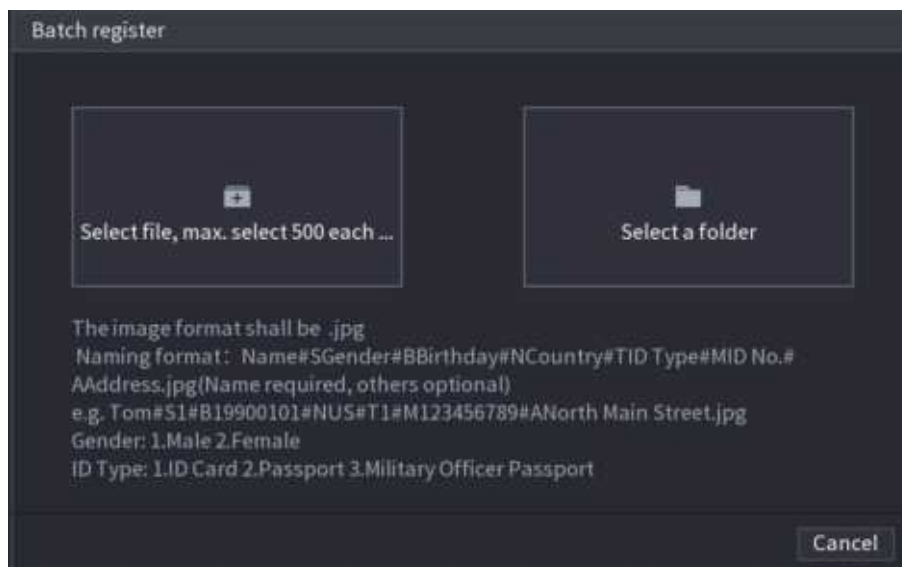 Batch register
Select file, max. select 500 each ...
Select a folder
The image format shall be .jpg
Naming format: Name#SGender#BBirthday#NCountry#TID Type#MID No.#
AAddress.jpg(Name required, others optional)
e.g. Tom#S1#B19900101#NUS#T1#M123456789#ANorth Main Street.jpg
Gender: 1.Male 2.Female
ID Type: 1.ID Card 2.Passport 3.Military Officer Passport
Cancel